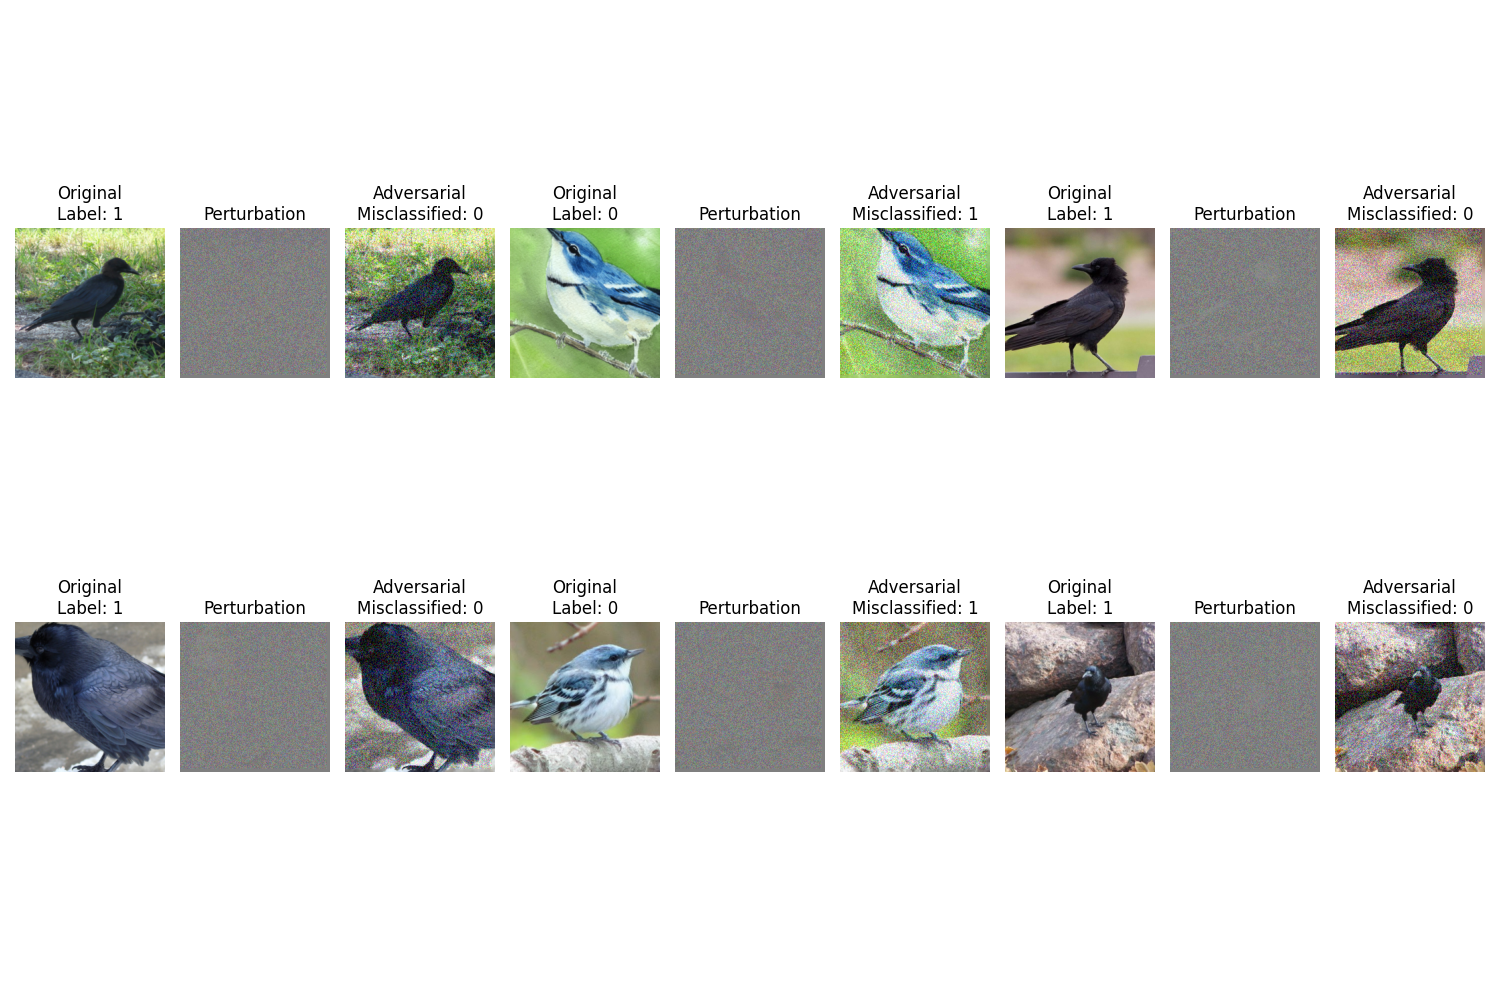 Original
Label: 1
Perturbation
Adversarial
Misclassified: 0
Original
Label: 0
Perturbation
Adversarial
Misclassified: 1
Original
Label: 1
Perturbation
Adversarial
Misclassified: 0
Original
Label: 1
Perturbation
Adversarial
Misclassified: 0
Original
Label: 0
Perturbation
Adversarial
Misclassified: 1
Original
Label: 1
Perturbation
Adversarial
Misclassified: 0